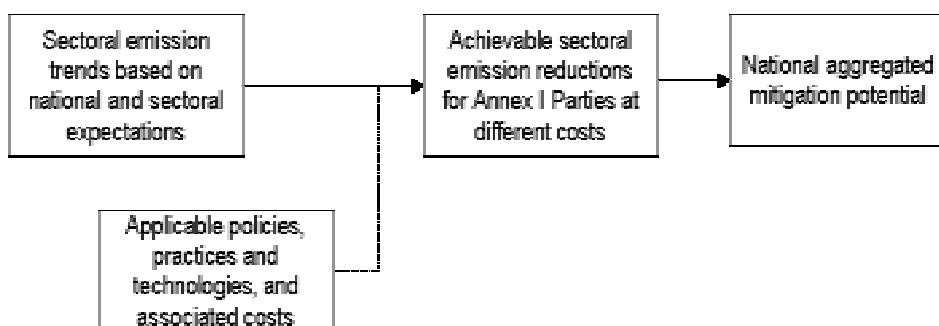 Sectoral emission
trends based on
national and sectoral
expectations
Achievable sectoral
emission reductions
for Annex I Parties at
different costs
National aggregated
mitigation potential
Applicable policies,
practices and
technologies, and
associated costs